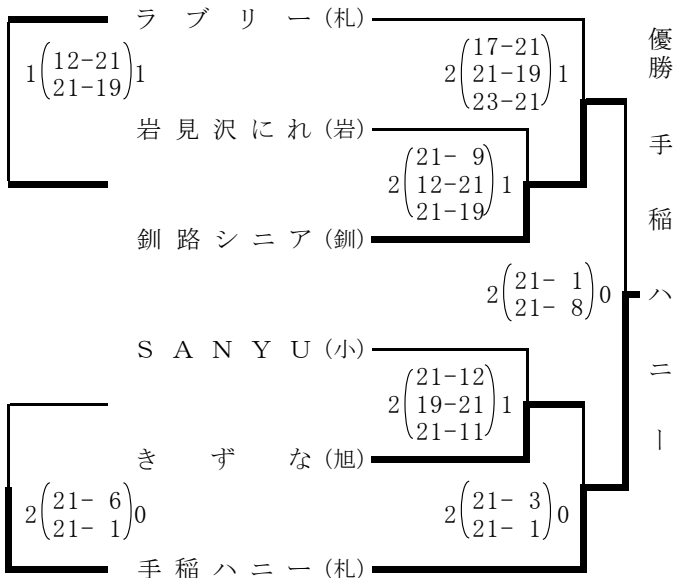 ラブリー(札)
1(12-21 21-19)1
2(17-21 21-19 23-21)1
岩見沢にれ(岩)
2(21- 9 12-21 21-19)1
釧路シニア(釧)
2(21- 1 21- 8)0
優勝 手稲ハニー
SANYU(小)
2(21-12 19-21 21-11)1
きずな(旭)
2(21- 6 21- 1)0
2(21- 3 21- 1)0
手稲ハニー(札)